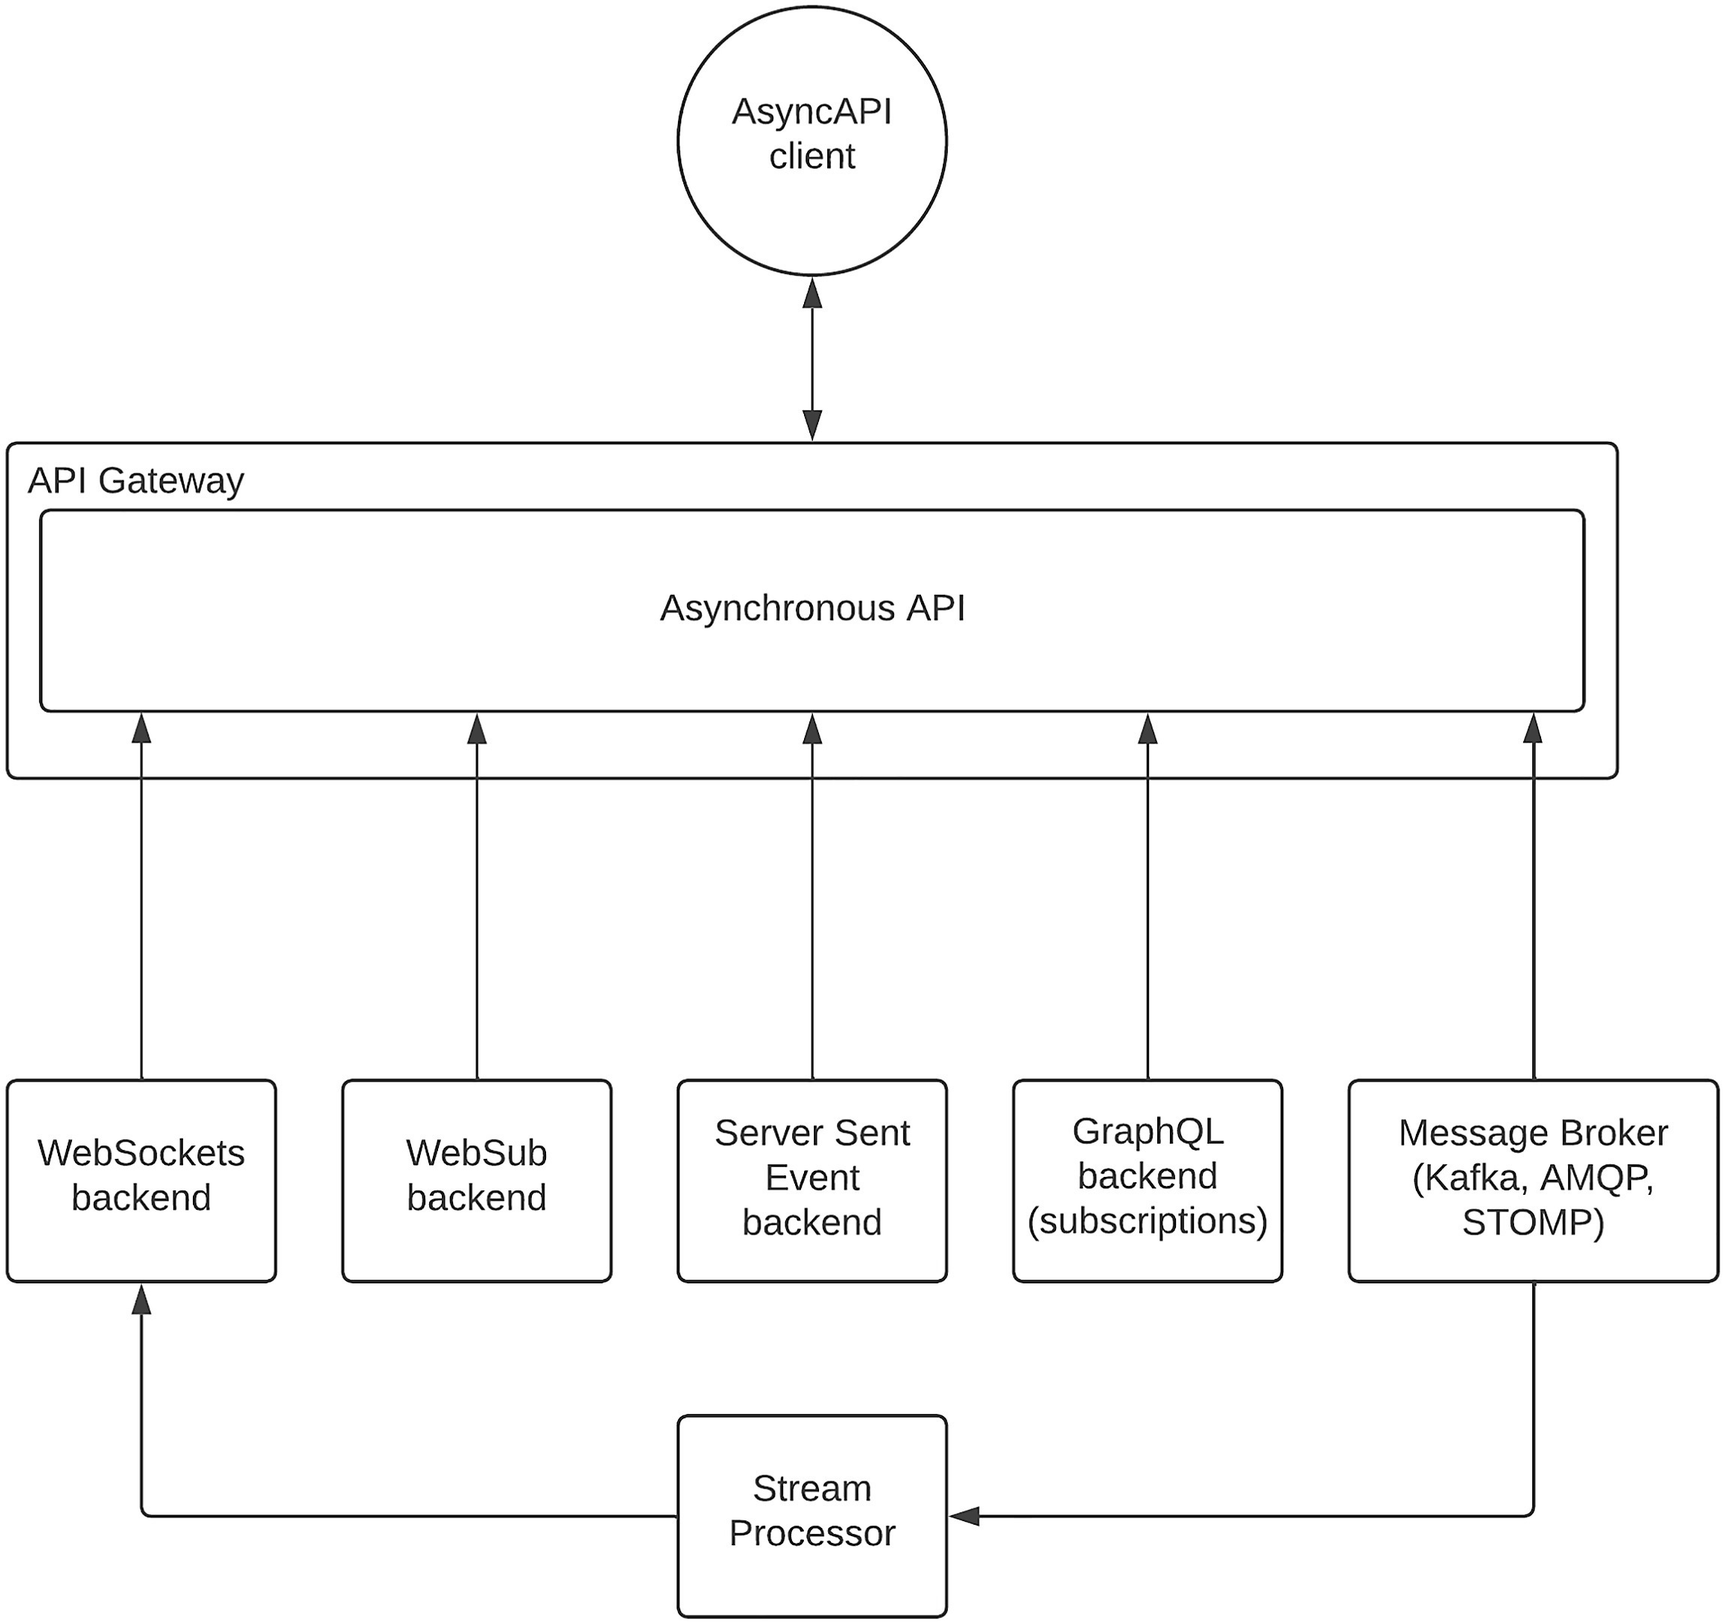 AsyncAPI
client
API Gateway
Asynchronous API
WebSockets
backend
WebSub
backend
Server Sent
Event
backend
GraphQL
backend
(subscriptions)
Message Broker
(Kafka, AMQP,
STOMP)
Stream
Processor